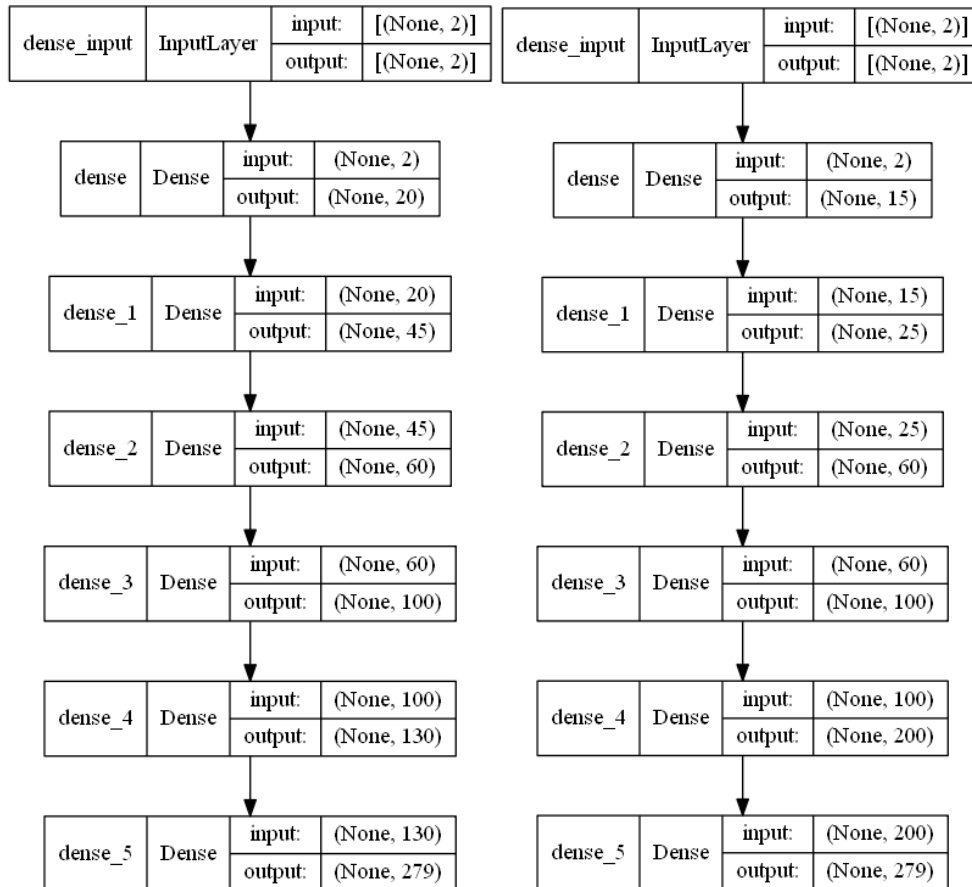 dense_input InputLayer input: [(None, 2)]
output: [(None, 2)]
dense Dense input: (None, 2)
output: (None, 20)
dense_1 Dense input: (None, 20)
output: (None, 45)
dense_2 Dense input: (None, 45)
output: (None, 60)
dense_3 Dense input: (None, 60)
output: (None, 100)
dense_4 Dense input: (None, 100)
output: (None, 130)
dense_5 Dense input: (None, 130)
output: (None, 279)
dense_input InputLayer input: [(None, 2)]
output: [(None, 2)]
dense Dense input: (None, 2)
output: (None, 15)
dense_1 Dense input: (None, 15)
output: (None, 25)
dense_2 Dense input: (None, 25)
output: (None, 60)
dense_3 Dense input: (None, 60)
output: (None, 100)
dense_4 Dense input: (None, 100)
output: (None, 200)
dense_5 Dense input: (None, 200)
output: (None, 279)